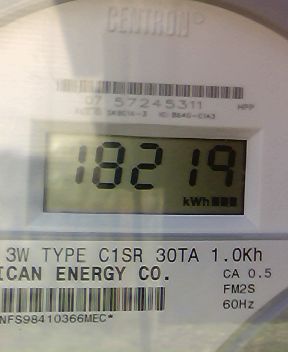 CENTRON®
07 57245311
HPP
18219
kWh
3W TYPE C1SR 30TA 1.0Kh
ICAN ENERGY CO.
CA 0.5
FM2S
60Hz
NFS98410366MEC*